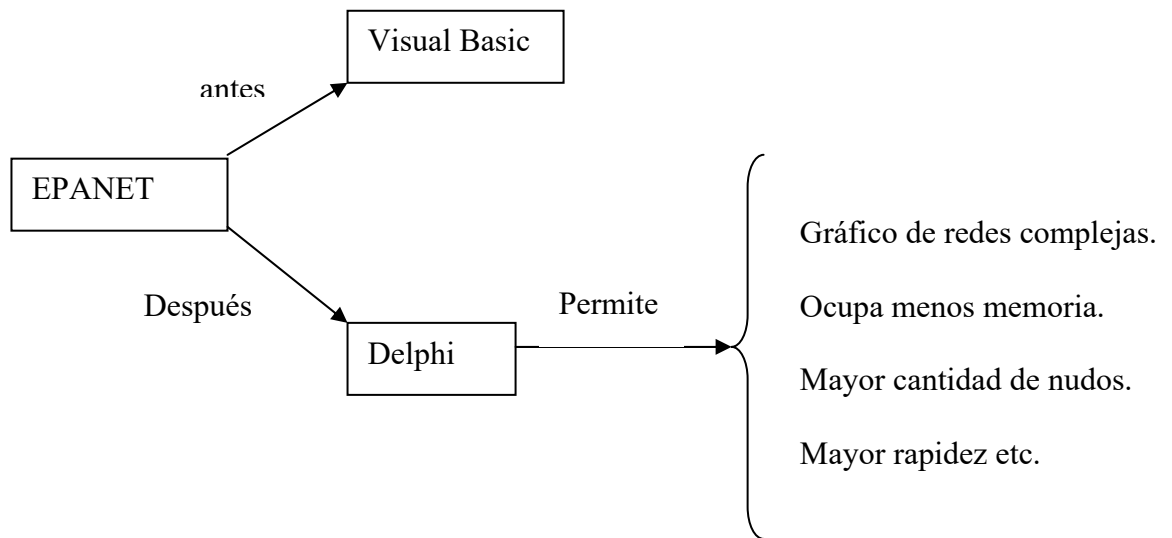 Visual Basic
antes
EPANET
Después
Delphi
Permite
Gráfico de redes complejas.
Ocupa menos memoria.
Mayor cantidad de nudos.
Mayor rapidez etc.